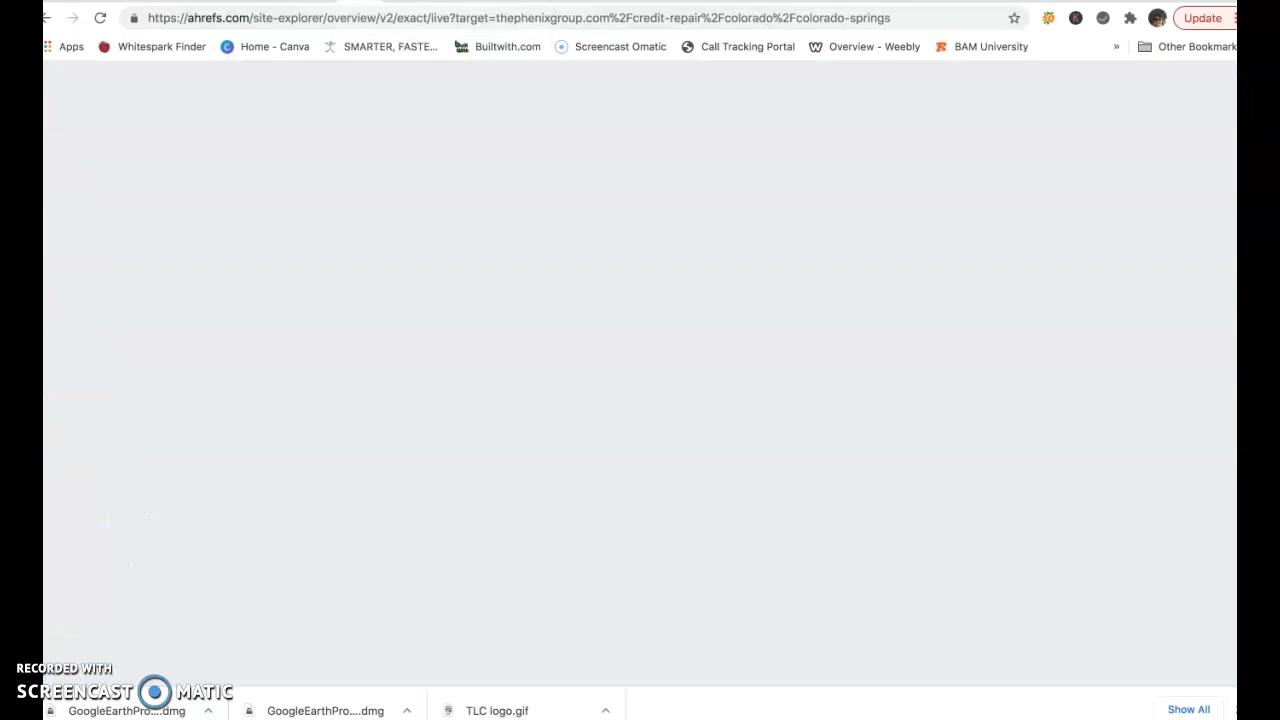 https://ahrefs.com/site-explorer/overview/v2/exact/live?target=thephenixgroup.com%2Fcredit-repair%2Fcolorado%2Fcolorado-springs
Update
Apps Whitespark Finder Home - Canva SMARTER, FASTE... Builtwith.com Screencast Omatic Call Tracking Portal Overview - Weebly BAM University » Other Bookmark
RECORDED WITH
SCREENCAST MATIC
GoogleEarthPro....dmg GoogleEarthPro....dmg TLC logo.gif Show All